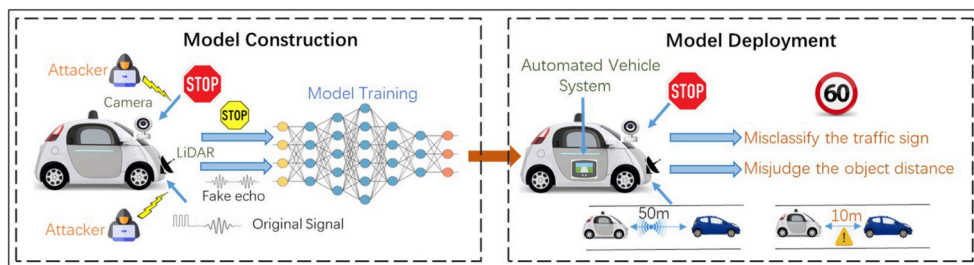 Model Construction
Attacker
STOP
Camera
STOP
Model Training
LiDAR
Fake echo
Attacker
Original Signal
Model Deployment
Automated Vehicle
System
STOP
60
Misclassify the traffic sign
Misjudge the object distance
50m
10m
!